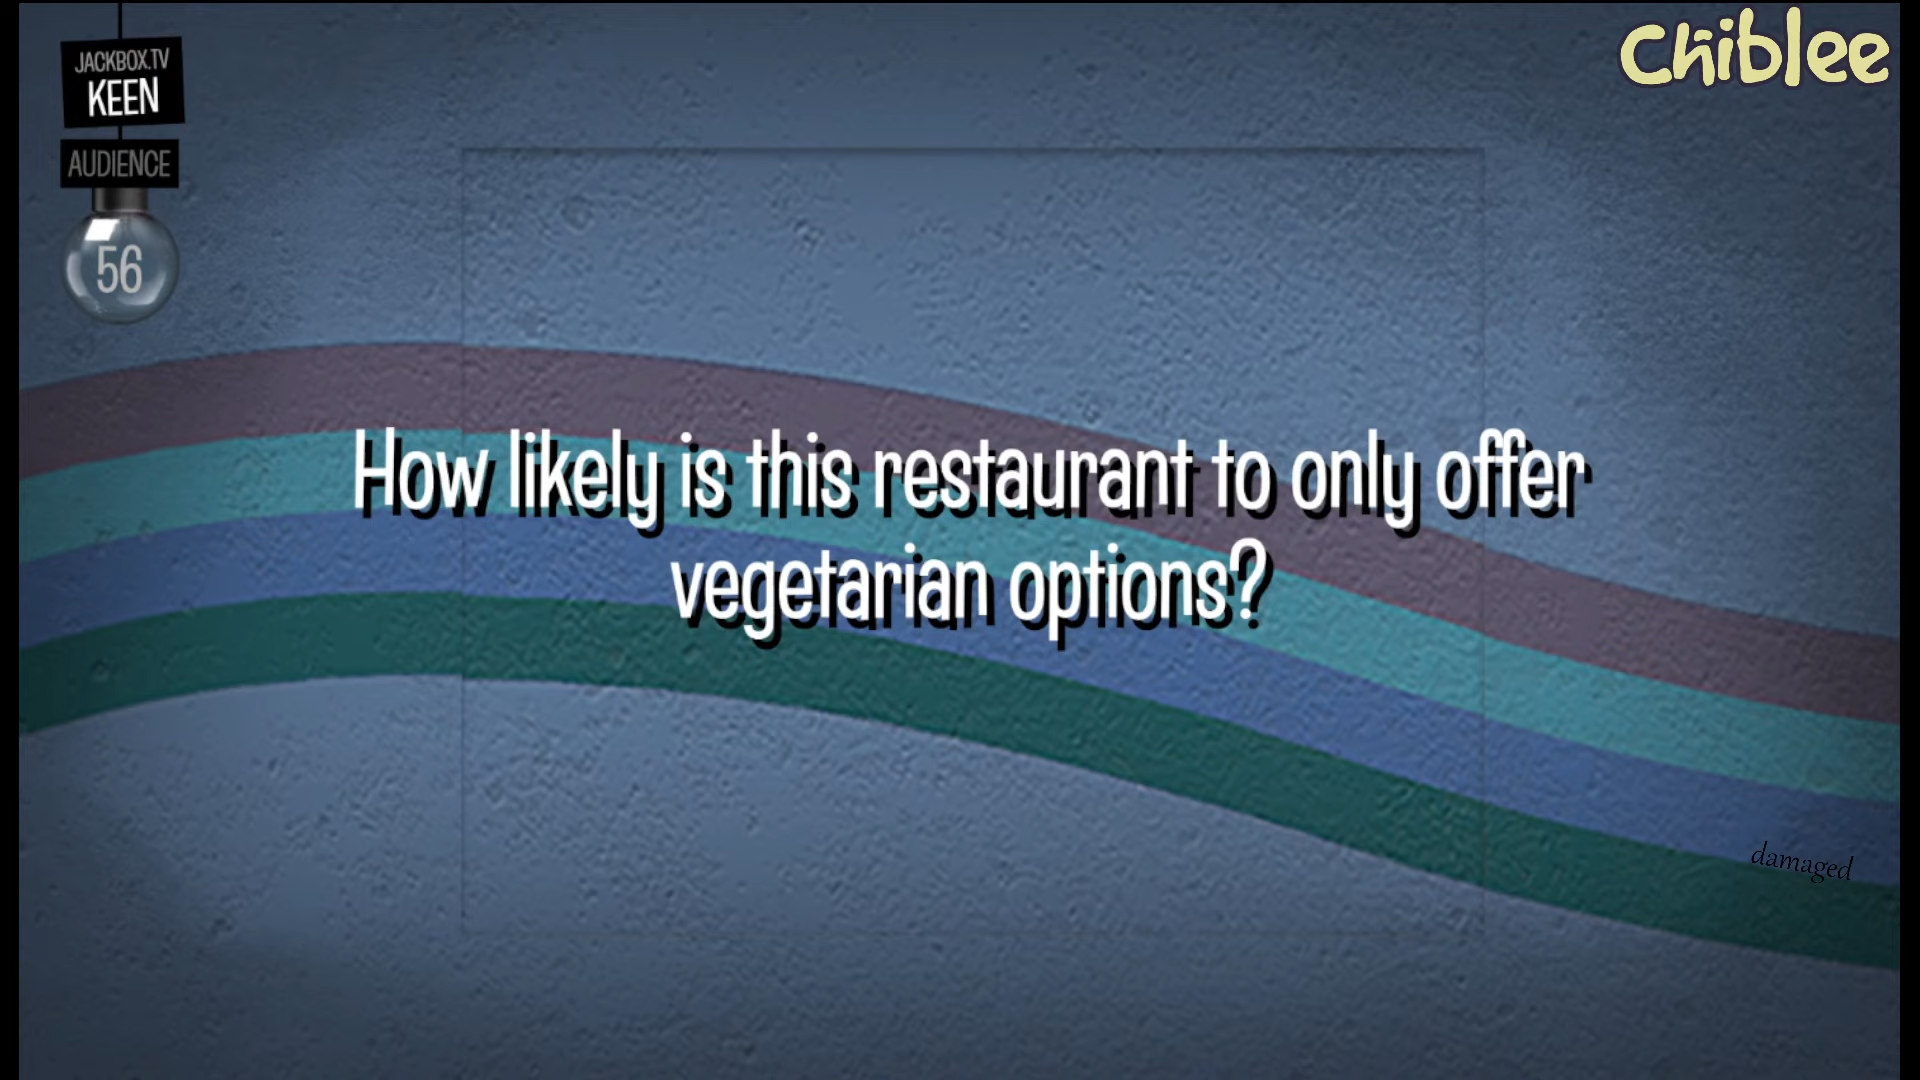 JACKBOX.TV
KEEN
AUDIENCE
56
Chiblee
How likely is this restaurant to only offer
vegetarian options?
damaged